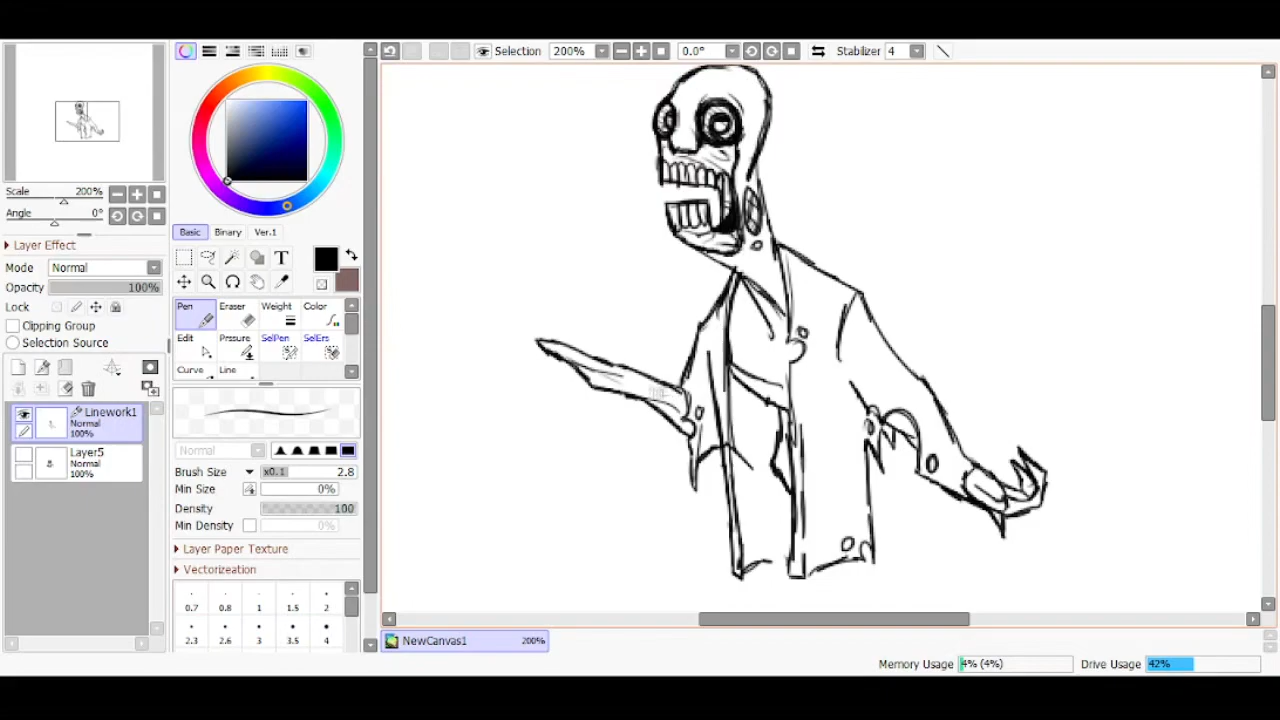 Selection 200% 0.0° Stabilizer 4
Scale 200%
Angle 0°
Layer Effect
Mode Normal
Opacity 100%
Lock
Clipping Group
Selection Source
Linework1
Normal
100%
Layer5
Normal
100%
Basic Binary Ver.1
T
Pen Eraser Weight Color
Edit Prssure SelPen SelErs
Curve Line
Normal
Brush Size x0.1 2.8
Min Size 0%
Density 100
Min Density 0%
Layer Paper Texture
Vectorization
0.7 0.8 1 1.5 2
2.3 2.6 3 3.5 4
NewCanvas1 200%
Memory Usage 4% (4%) Drive Usage 42%